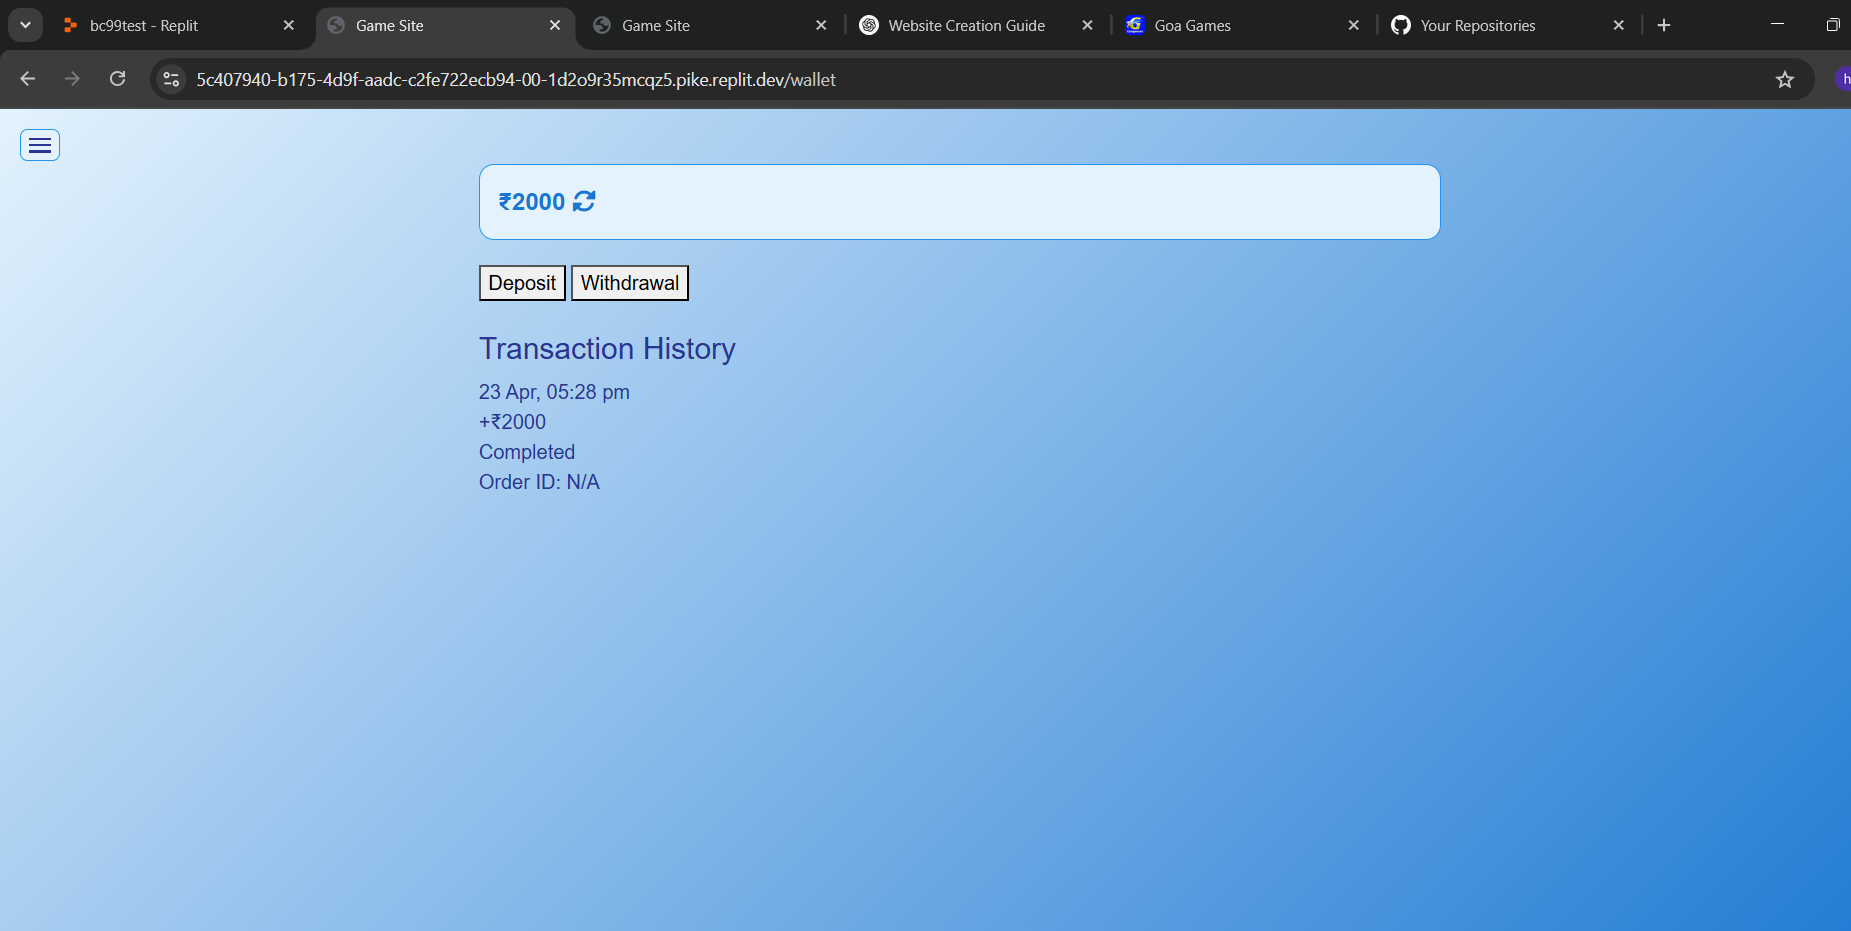 bc99test - Replit
Game Site
Game Site
Website Creation Guide
Goa Games
Your Repositories
5c407940-b175-4d9f-aadc-c2fe722ecb94-00-1d2o9r35mcqz5.pike.replit.dev/wallet
h
₹2000
Deposit Withdrawal
Transaction History
23 Apr, 05:28 pm
+₹2000
Completed
Order ID: N/A